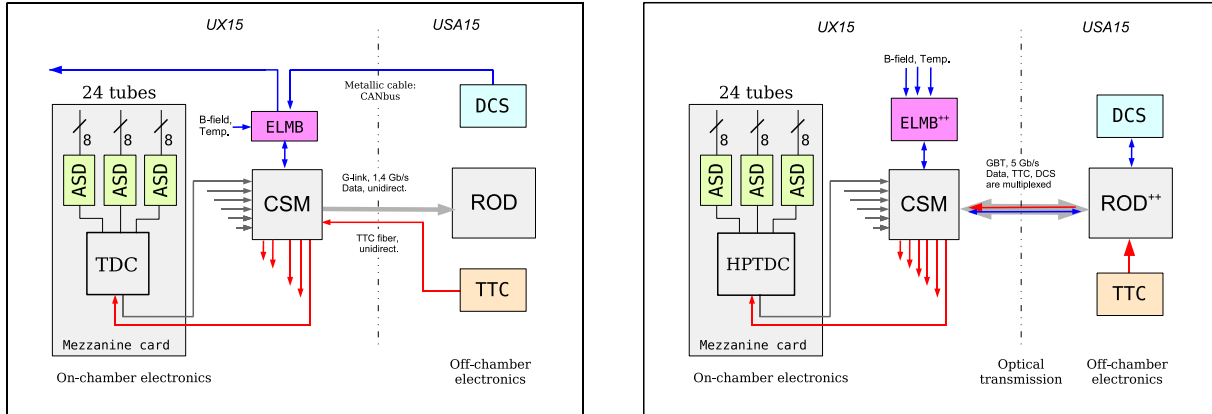 UX15
USA15
24 tubes
8
8
8
ASD
ASD
ASD
TDC
Mezzanine card
On-chamber electronics
B-field,
Temp.
ELMB
Metallic cable:
CANbus
DCS
CSM
G-link, 1,4 Gb/s
Data, unidirect.
ROD
TTC fiber,
unidirect.
TTC
Off-chamber
electronics
UX15
USA15
24 tubes
8
8
8
ASD
ASD
ASD
HPTDC
Mezzanine card
On-chamber electronics
B-field, Temp.
ELMB++
DCS
CSM
GBT, 5 Gb/s
Data, TTC, DCS
are multiplexed
ROD++
TTC
Optical
transmission
Off-chamber
electronics